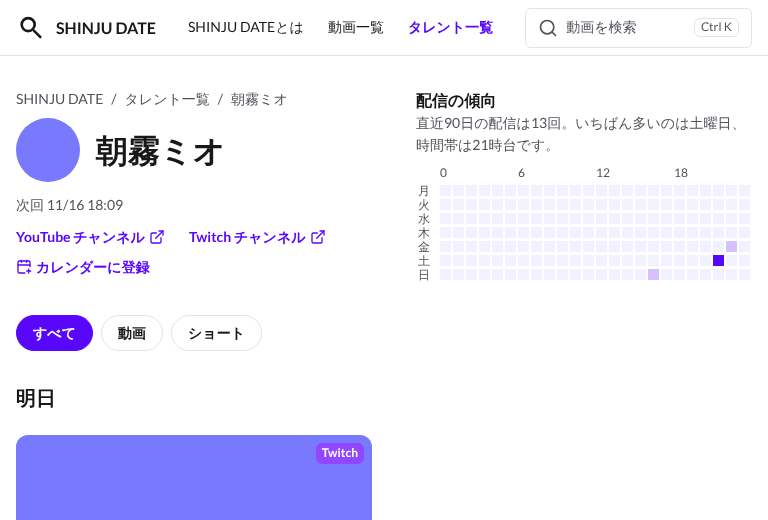 SHINJU DATE
SHINJU DATEとは
動画一覧
タレント一覧
動画を検索
Ctrl K
SHINJU DATE / タレント一覧 / 朝霧ミオ
朝霧ミオ
次回 11/16 18:09
YouTube チャンネル
Twitch チャンネル
カレンダーに登録
すべて
動画
ショート
明日
Twitch
配信の傾向
直近90日の配信は13回。いちばん多いのは土曜日、
時間帯は21時台です。
0 6 12 18
月
火
水
木
金
土
日